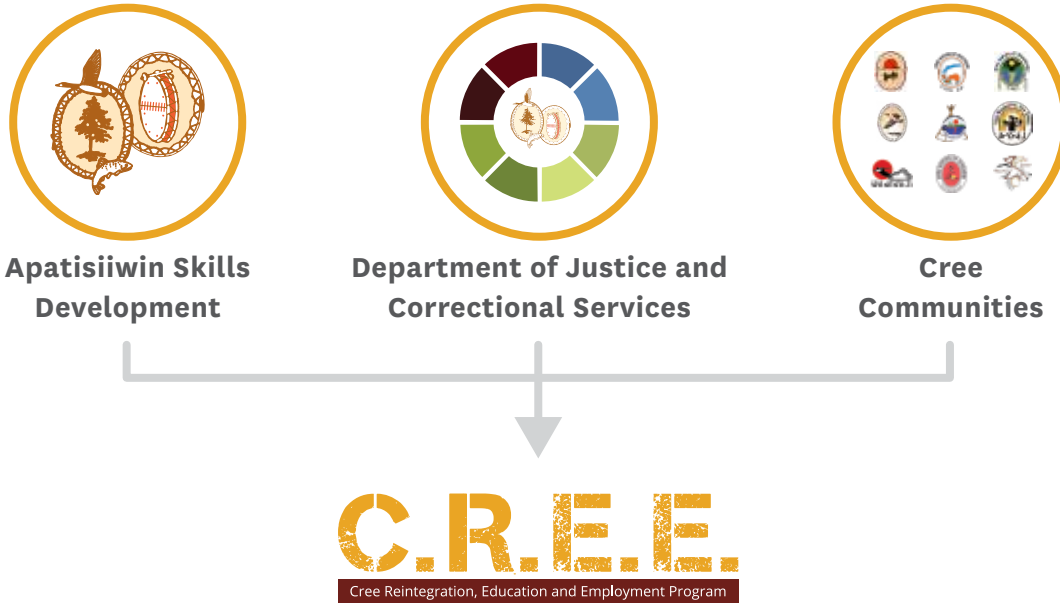 Apatisiiwin Skills
Development
Department of Justice and
Correctional Services
Cree
Communities
C.R.E.E.
Cree Reintegration, Education and Employment Program